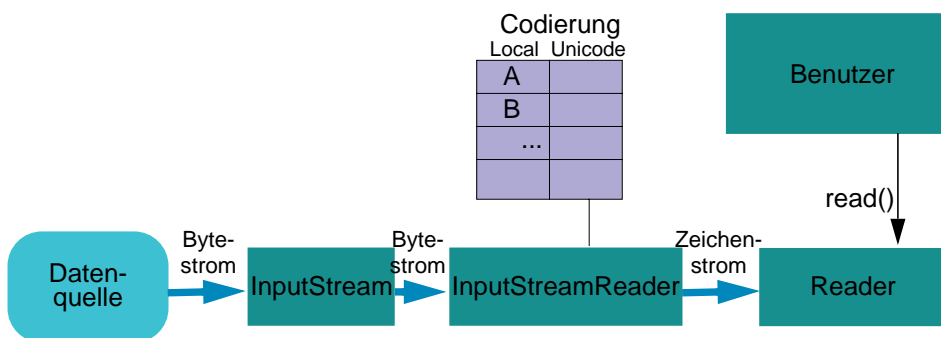 Codierung
Local Unicode
A
B
...
Benutzer
read()
Byte-
strom
Byte-
strom
Zeichen-
strom
Daten-
quelle
InputStream
InputStreamReader
Reader